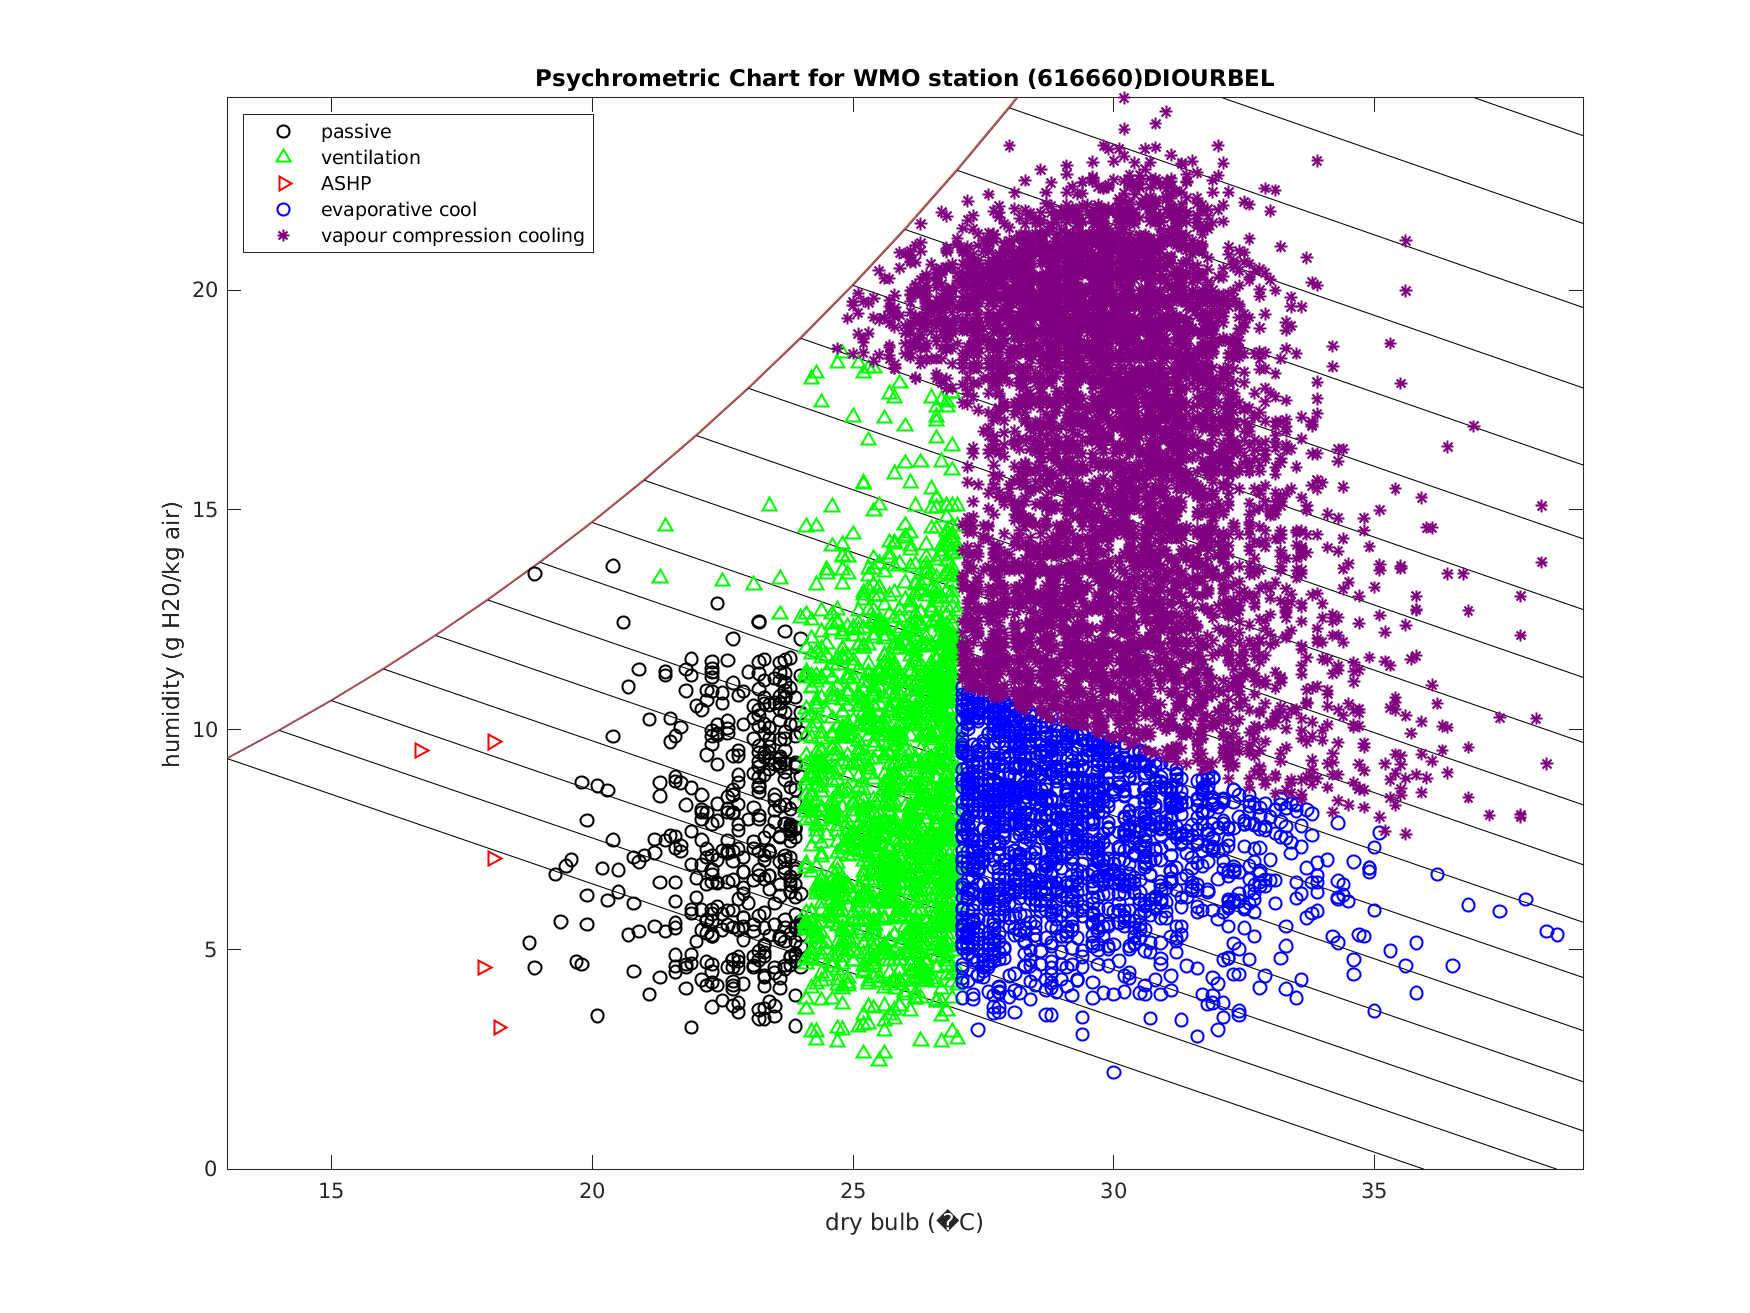 Psychrometric Chart for WMO station (616660)DIOURBEL
passive
ventilation
ASHP
evaporative cool
vapour compression cooling
humidity (g H20/kg air)
20
15
10
5
0
15
20
25
30
35
dry bulb (�C)